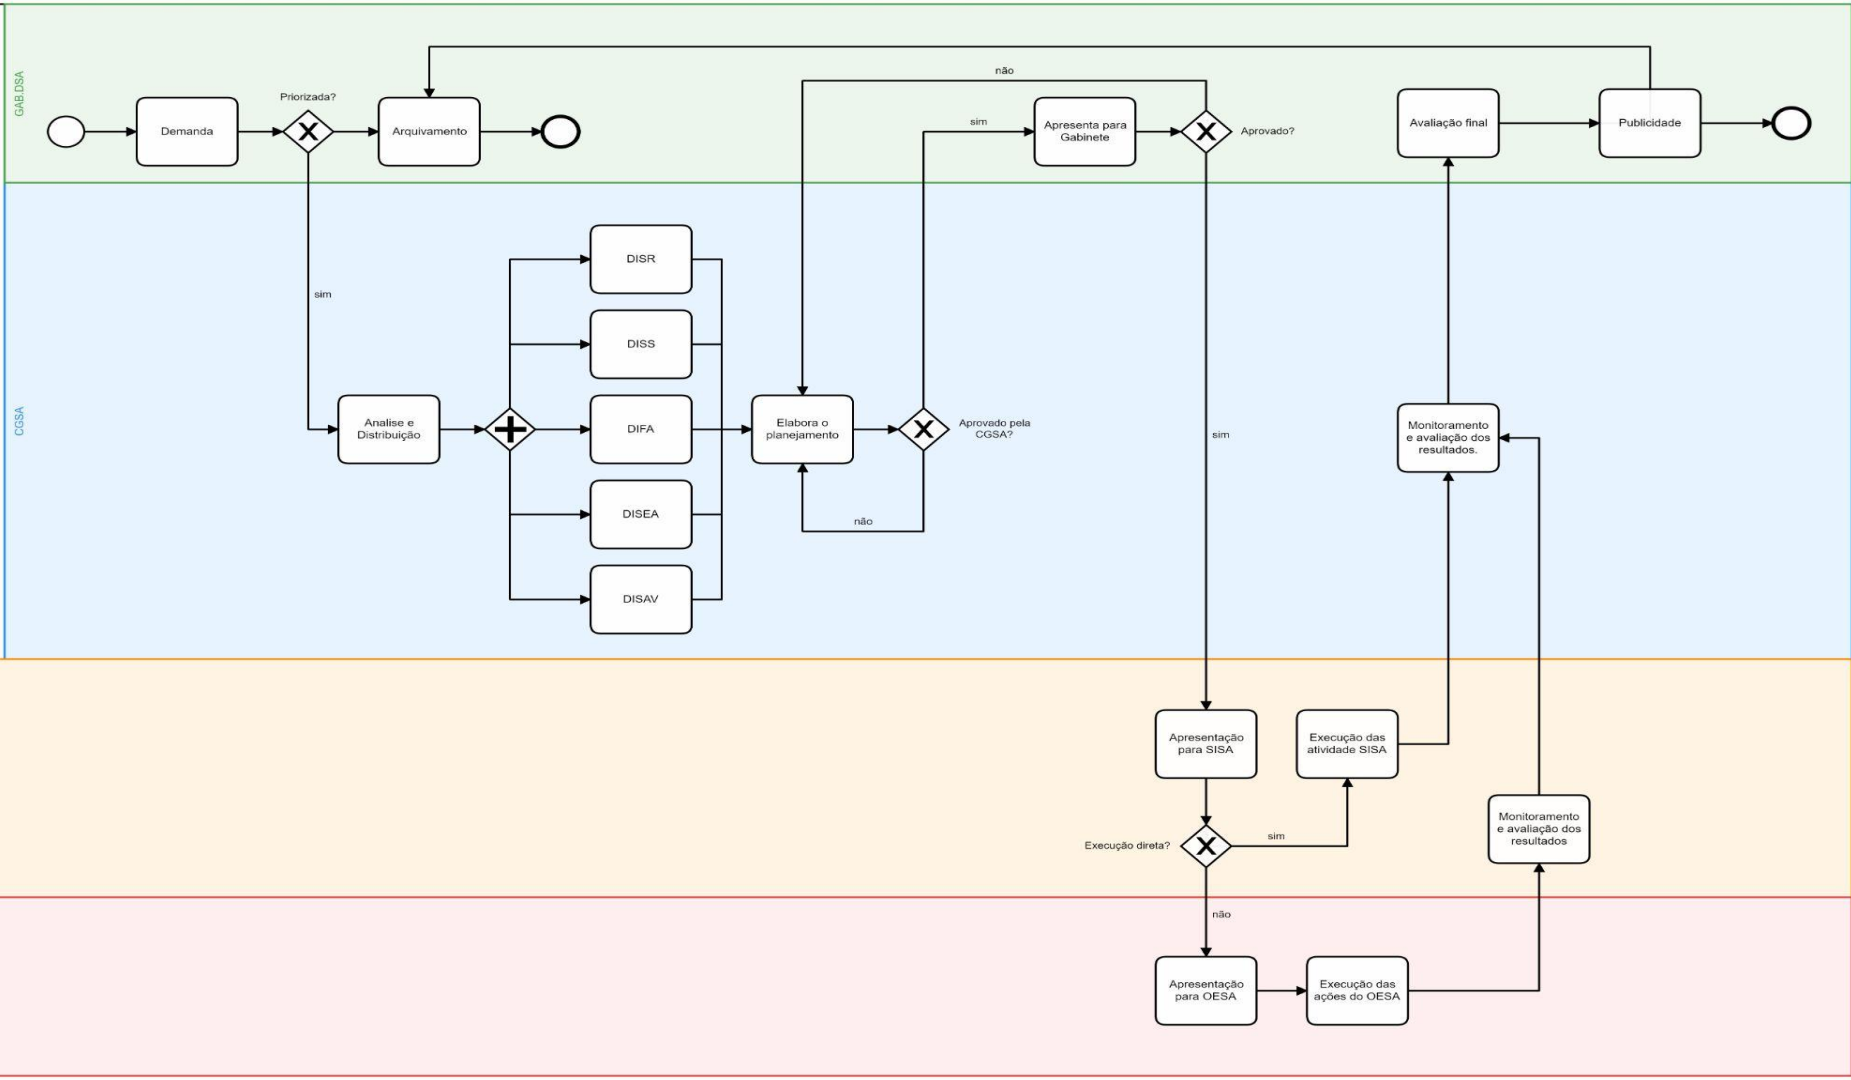 GAB.DSA
Priorizada?
Demanda
Arquivamento
não
sim
Apresenta para
Gabinete
Aprovado?
Avaliação final
Publicidade
CGSA
sim
DISR
DISS
Analise e
Distribuição
DIFA
DISEA
DISAV
Elabora o
planejamento
Aprovado pela
CGSA?
não
sim
Monitoramento
e avaliação dos
resultados.
Apresentação
para SISA
Execução das
atividade SISA
Execução direta?
sim
Monitoramento
e avaliação dos
resultados
não
Apresentação
para OESA
Execução das
ações do OESA